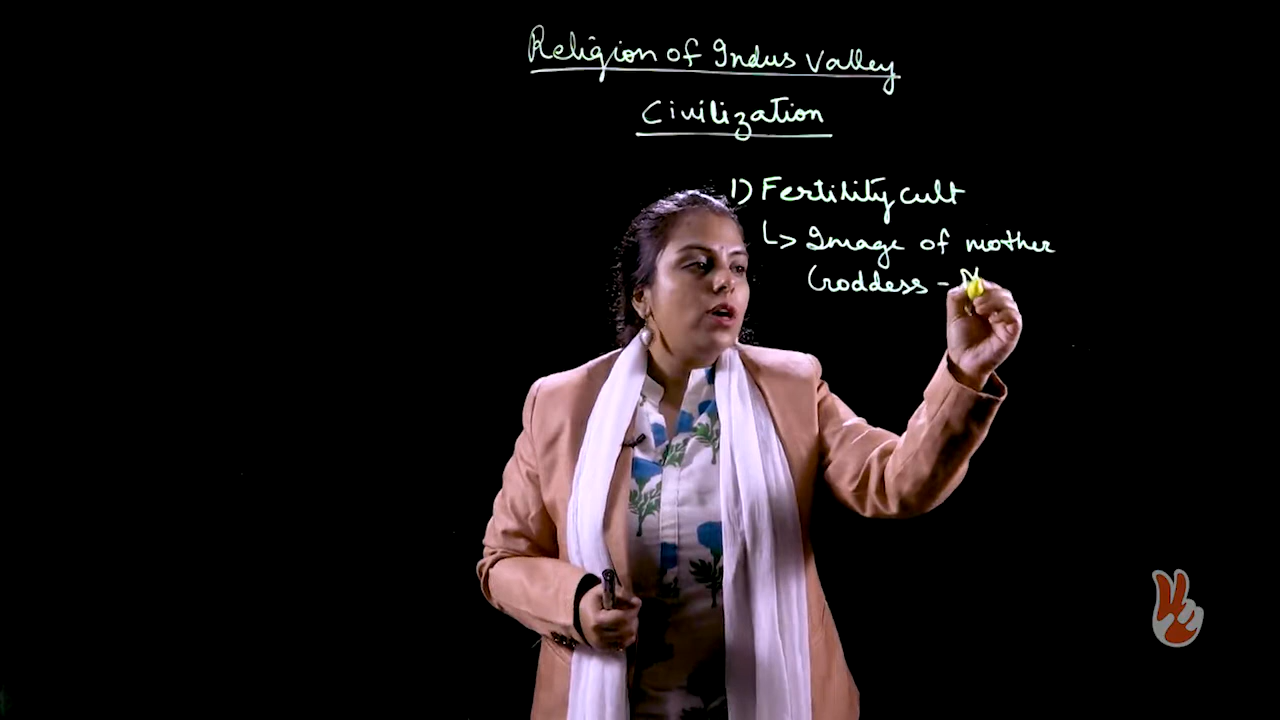 Religion of Indus Valley
Civilization
1) Fertility cult
↳ Image of mother
Goddess -